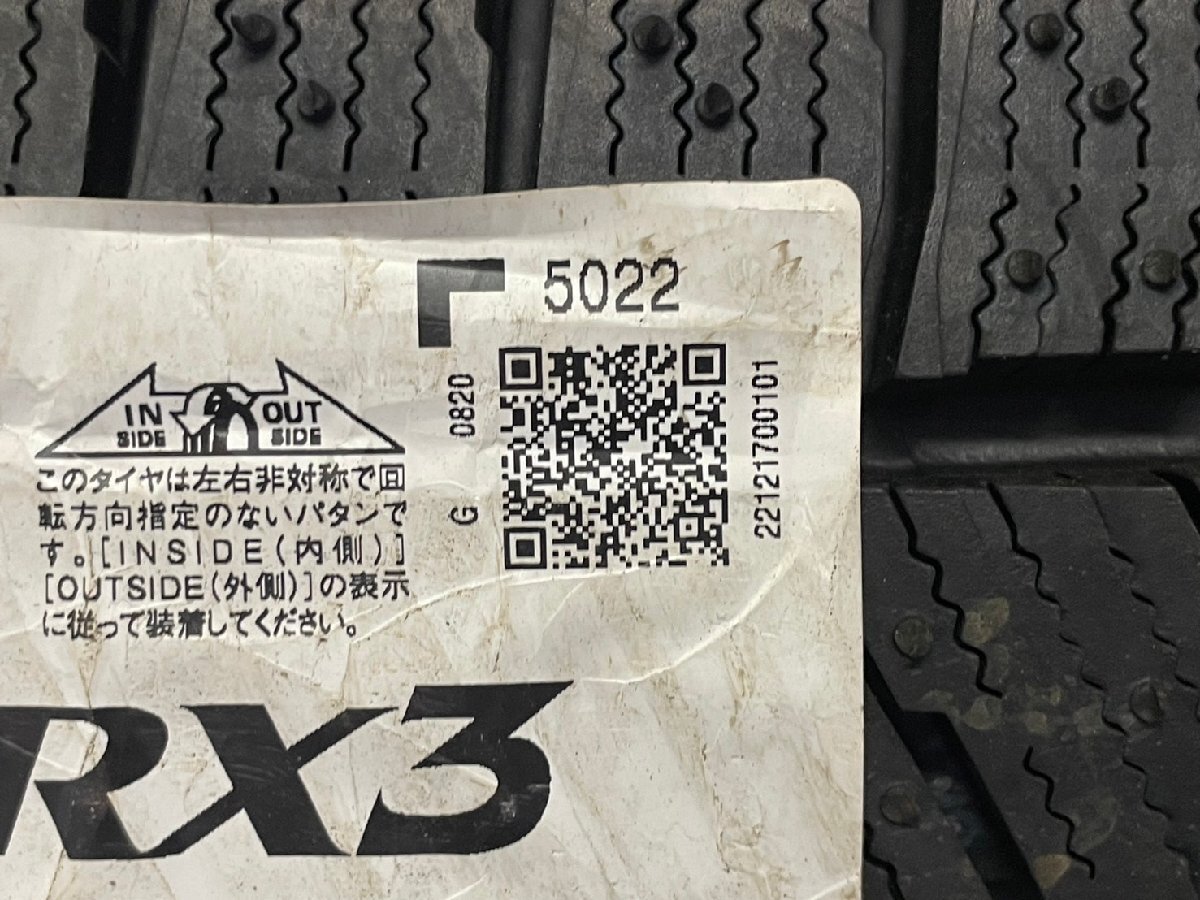 5022
G 0820
221217001​01
IN
SIDE
OUT
SIDE
このタイヤは左右非対称で回
転方向指定のないパタンで
す。[INSIDE(内側)]
[OUTSIDE(外側)]の表示
に従って装着してください。
RX3